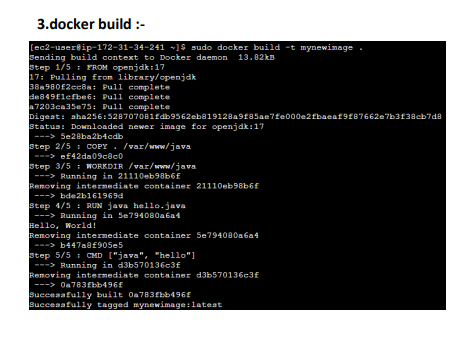 3.docker build :-
[ec2-user@ip-172-31-34-241 ~]$ sudo docker build -t mynewimage .
Sending build context to Docker daemon  13.82kB
Step 1/5 : FROM openjdk:17
17: Pulling from library/openjdk
38a980f2cc8a: Pull complete
de849f1cfbe6: Pull complete
a7203ca35e75: Pull complete
Digest: sha256:528707081fdb9562eb819128a9f85ae7fe000e2fbaeaf9f87662e7b3f38cb7d8
Status: Downloaded newer image for openjdk:17
 ---> 5e28ba2b4cdb
Step 2/5 : COPY . /var/www/java
 ---> ef42da09c8c0
Step 3/5 : WORKDIR /var/www/java
 ---> Running in 21110eb98b6f
Removing intermediate container 21110eb98b6f
 ---> bde2b161969d
Step 4/5 : RUN java hello.java
 ---> Running in 5e794080a6a4
Hello, World!
Removing intermediate container 5e794080a6a4
 ---> b447a8f905e5
Step 5/5 : CMD ["java", "hello"]
 ---> Running in d3b570136c3f
Removing intermediate container d3b570136c3f
 ---> 0a783fbb496f
Successfully built 0a783fbb496f
Successfully tagged mynewimage:latest